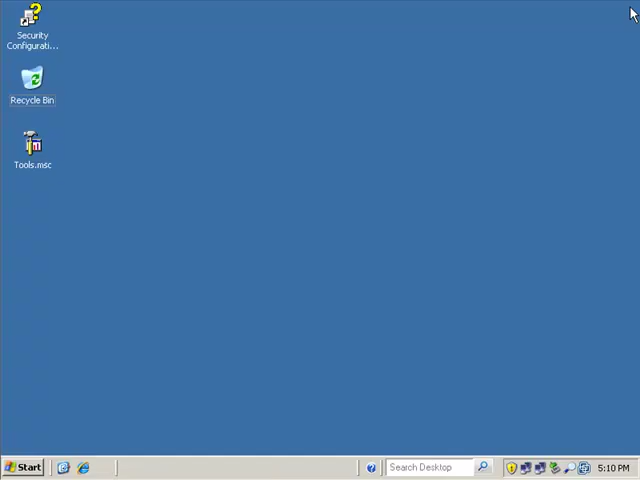 Security
Configurati...
Recycle Bin
Tools.msc
Start
Search Desktop
5:10 PM